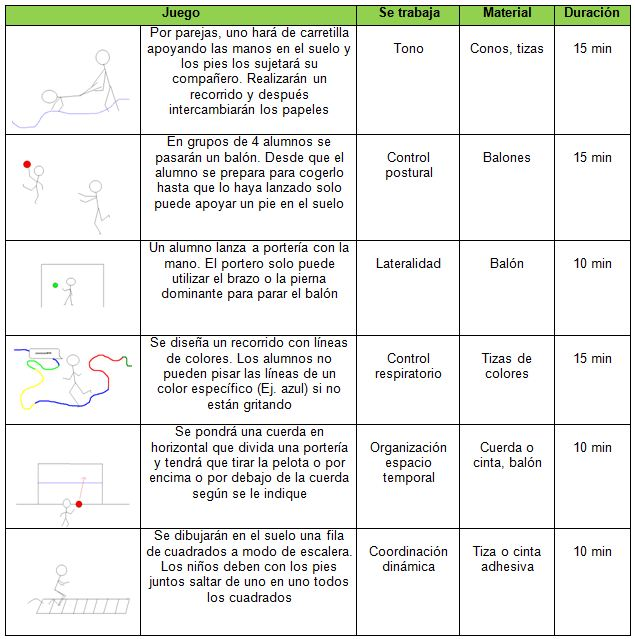 Juego Se trabaja Material Duración
Por parejas, uno hará de carretilla
apoyando las manos en el suelo y
los pies los sujetará su
compañero. Realizarán un
recorrido y después
intercambiarán los papeles
Tono
Conos, tizas
15 min
En grupos de 4 alumnos se
pasarán un balón. Desde que el
alumno se prepara para cogerlo
hasta que lo haya lanzado solo
puede apoyar un pie en el suelo
Control
postural
Balones
15 min
Un alumno lanza a portería con la
mano. El portero solo puede
utilizar el brazo o la pierna
dominante para parar el balón
Lateralidad
Balón
10 min
Se diseña un recorrido con líneas
de colores. Los alumnos no
pueden pisar las líneas de un
color específico (Ej. azul) si no
están gritando
Control
respiratorio
Tizas de
colores
15 min
Se pondrá una cuerda en
horizontal que divida una portería
y tendrá que tirar la pelota o por
encima o por debajo de la cuerda
según se le indique
Organización
espacio
temporal
Cuerda o
cinta, balón
10 min
Se dibujarán en el suelo una fila
de cuadrados a modo de escalera.
Los niños deben con los pies
juntos saltar de uno en uno todos
los cuadrados
Coordinación
dinámica
Tiza o cinta
adhesiva
10 min